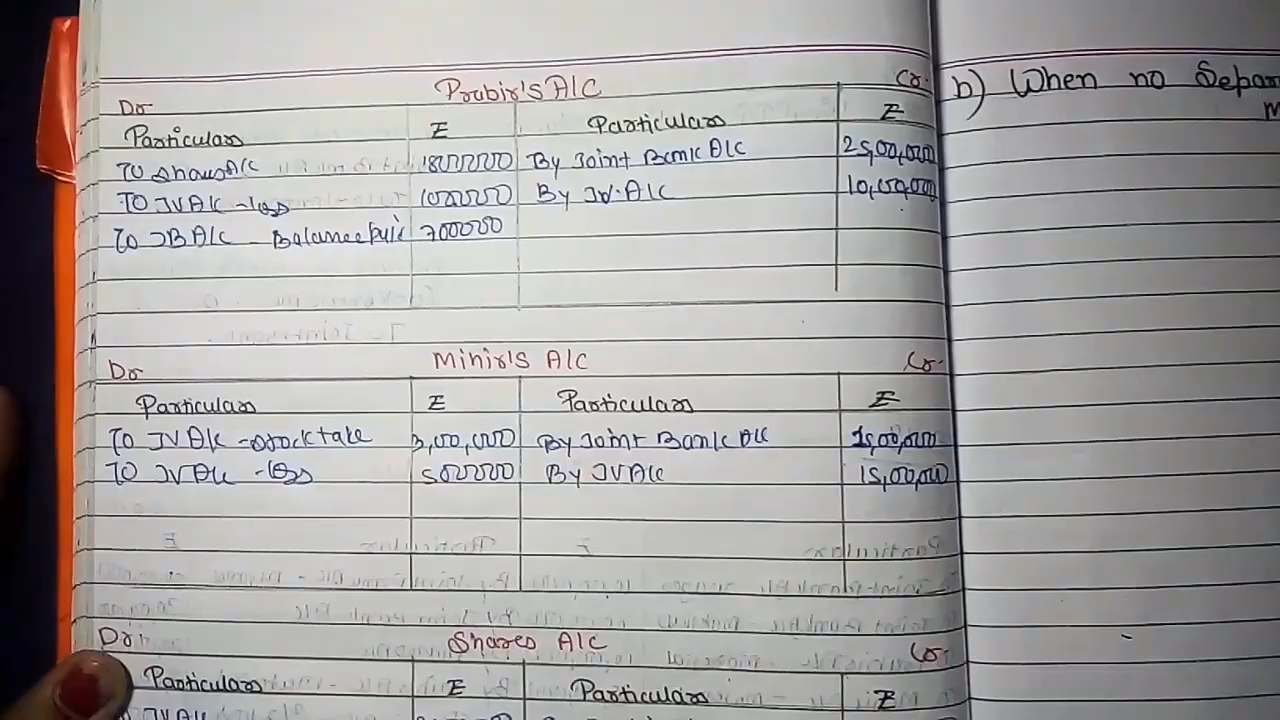 Prabir's A/C
Dr Cr.
Particulars ₹ Particulars ₹
To Shares A/C 1800000 By Joint Bank A/C 25,00,000
To JV A/C - loss 1000000 By JV. A/C 10,00,000
To JB A/C - Balance 700000
Minir's A/C
Dr Cr.
Particulars ₹ Particulars ₹
To JV A/C - Stock take 3,00,000 By Joint Bank A/C 15,00,000
To JV A/C - loss 500000 By JV A/C 15,00,000
Shares A/C
Dr Cr.
Particulars ₹ Particulars ₹
JV A/C
b) When no Separ